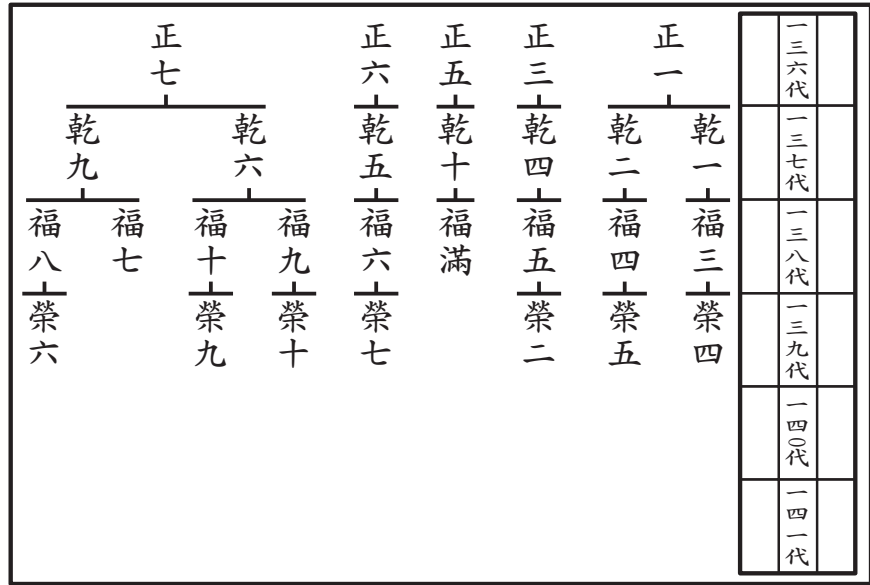 一三六代
一三七代
一三八代
一三九代
一四〇代
一四一代
正一
正三
正五
正六
正七
乾一
乾二
乾四
乾十
乾五
乾六
乾九
福三
福四
福五
福滿
福六
福九
福十
福七
福八
榮四
榮五
榮二
榮七
榮十
榮九
榮六